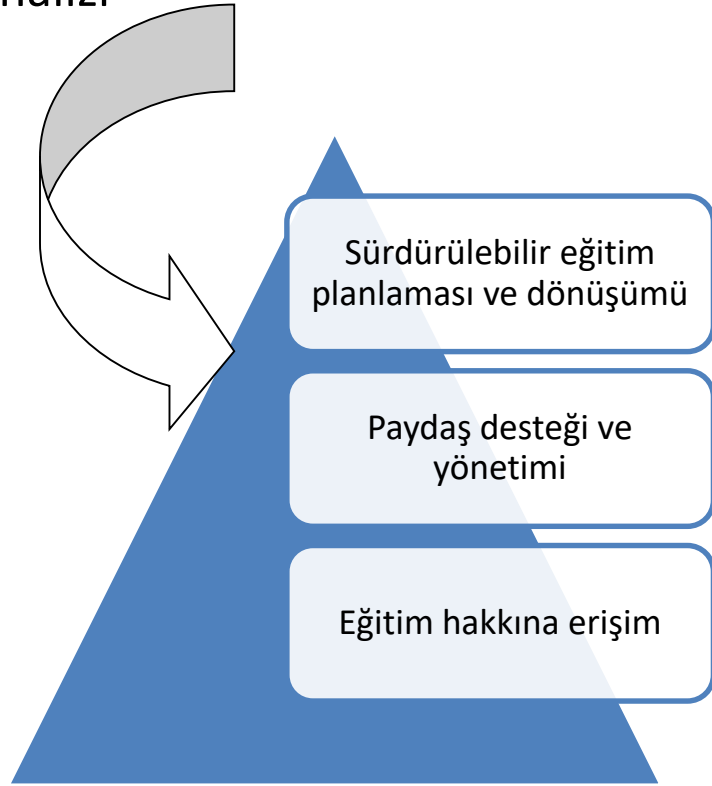 Sürdürülebilir eğitim
planlaması ve dönüşümü
Paydaş desteği ve
yönetimi
Eğitim hakkına erişim